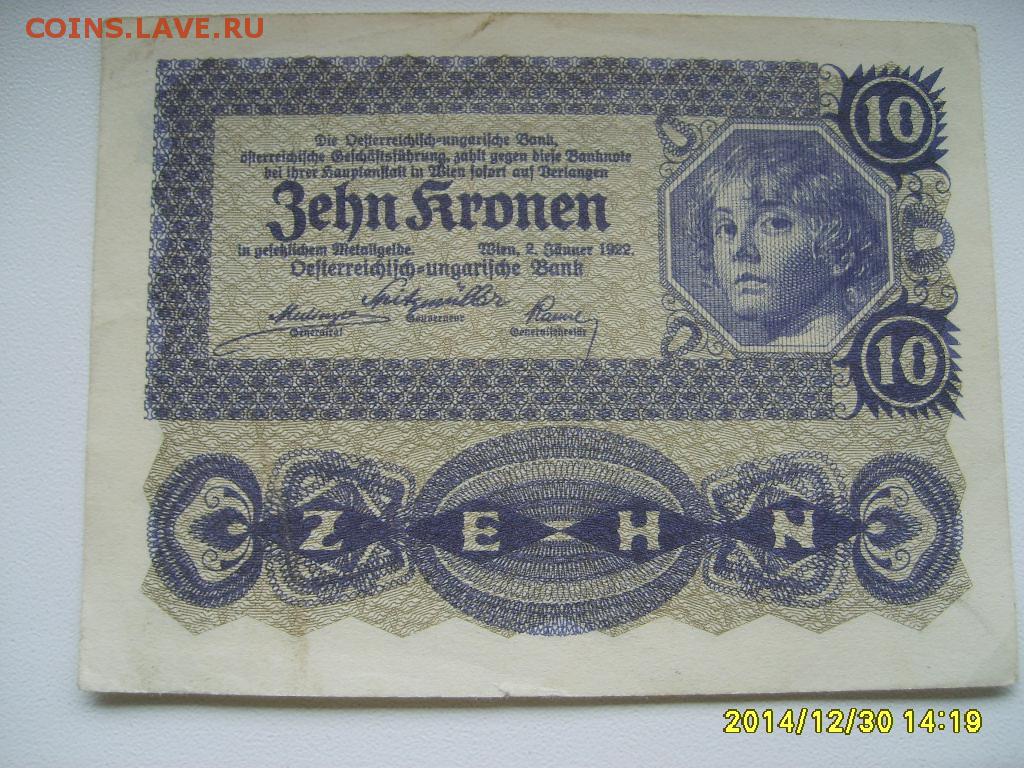 COINS.LAVE.RU
10
Die Oesterreichisch-ungarische Bank,
österreichische Geschäftsführung, zahlt gegen diese Banknote
bei ihrer Hauptanstalt in Wien sofort auf Verlangen
Zehn Kronen
in gesetzlichem Metallgelde. Wien, 2. Jänner 1922.
Oesterreichisch-ungarische Bank
Spitzmüller
Generalrat Gouverneur Generalsekretär
10
Z E H N
2014/12/30 14:19